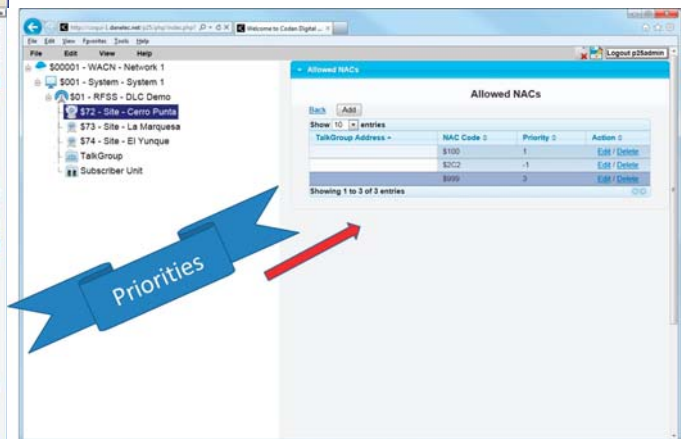 Welcome to Codan Digital ...
File Edit View Favorites Tools Help
File Edit View Help
Logout p25admin
$00001 - WACN - Network 1
$001 - System - System 1
$01 - RFSS - DLC Demo
$72 - Site - Cerro Punta
$73 - Site - La Marquesa
$74 - Site - El Yunque
TalkGroup
Subscriber Unit
Allowed NACs
Allowed NACs
Back Add
Show 10 entries
TalkGroup Address NAC Code Priority Action
$100 1 Edit / Delete
$2C2 -1 Edit / Delete
$999 3 Edit / Delete
Showing 1 to 3 of 3 entries
Priorities